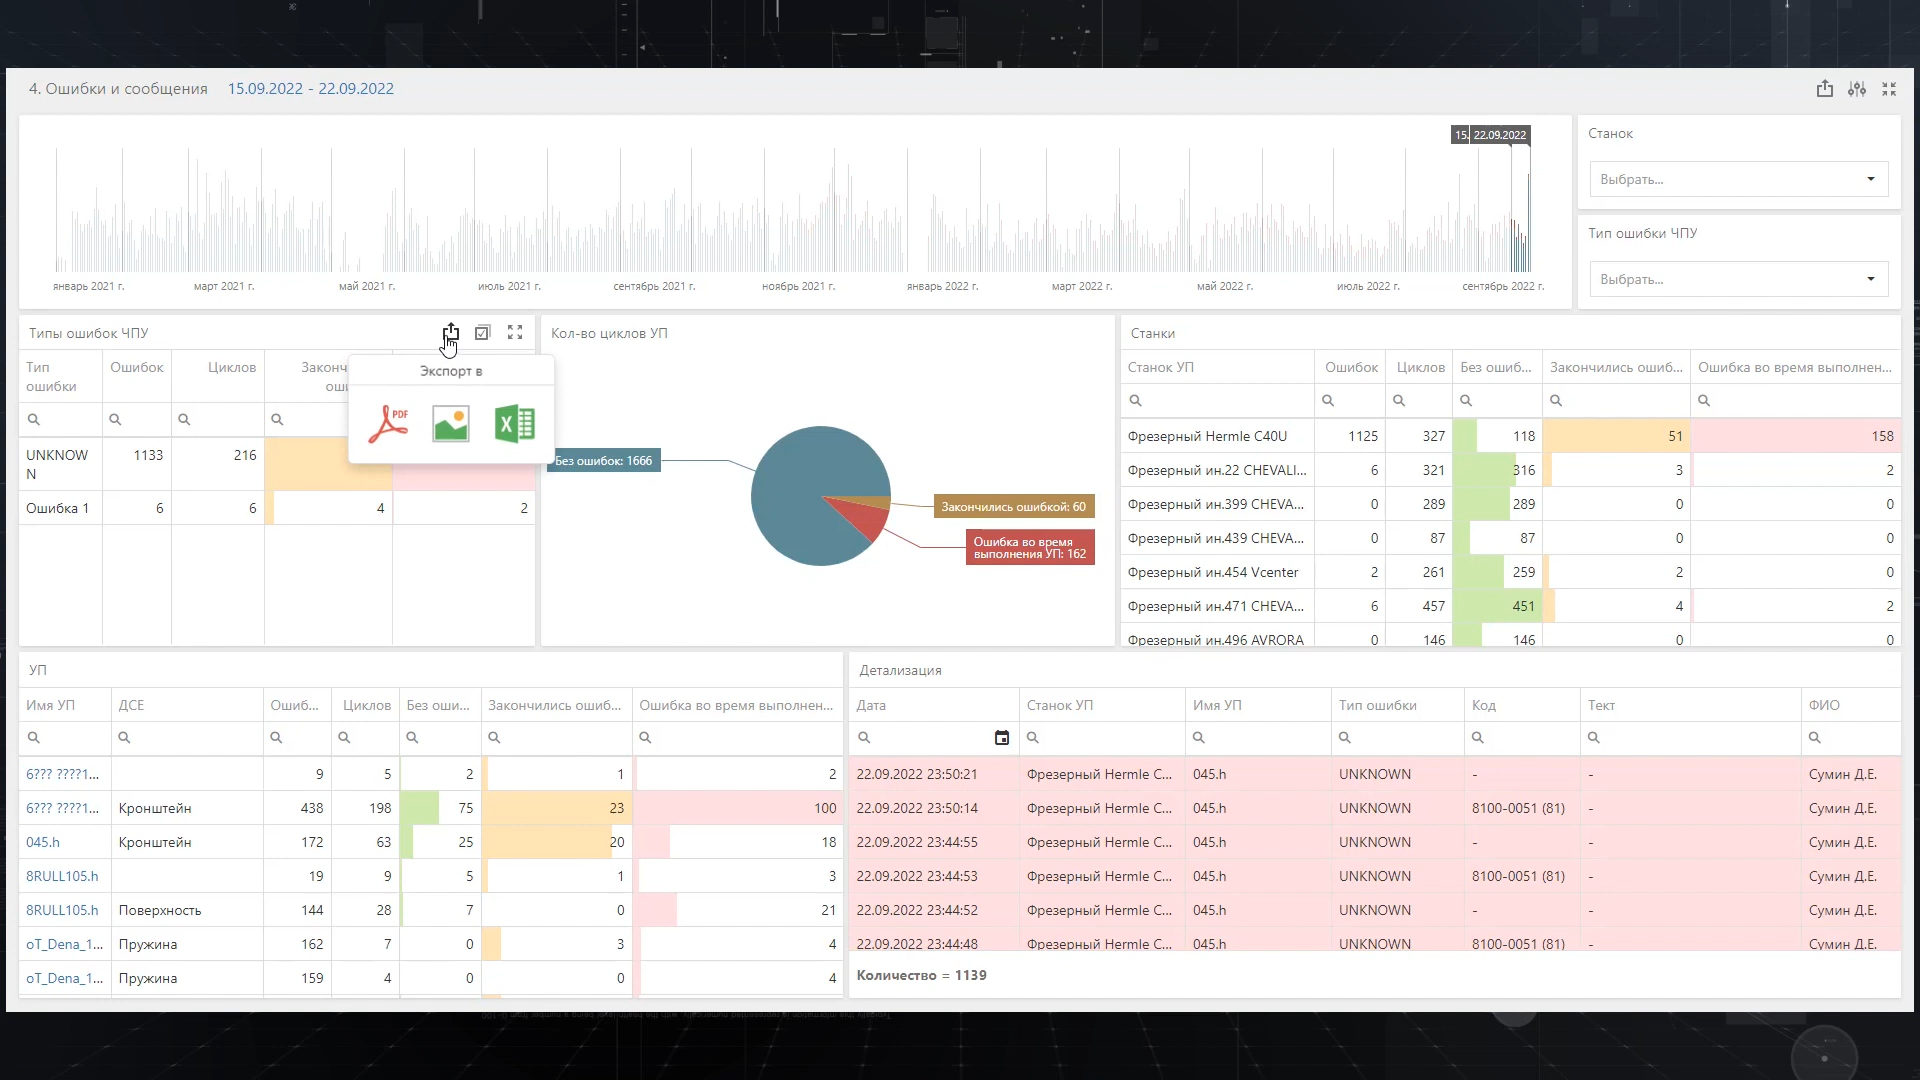 4. Ошибки и сообщения 15.09.2022 - 22.09.2022
15. 22.09.2022
январь 2021 г. март 2021 г. май 2021 г. июль 2021 г. сентябрь 2021 г. ноябрь 2021 г. январь 2022 г. март 2022 г. май 2022 г. июль 2022 г. сентябрь 2022 г.
Станок
Выбрать...
Тип ошибки ЧПУ
Выбрать...
Типы ошибок ЧПУ
Тип ошибки Ошибок Циклов Законч
ош
UNKNOW
N 1133 216
Ошибка 1 6 6 4 2
Экспорт в
PDF
Кол-во циклов УП
Без ошибок: 1666
Закончились ошибкой: 60
Ошибка во время
выполнения УП: 162
Станки
Станок УП Ошибок Циклов Без ошиб... Закончились ошиб... Ошибка во время выполнен...
Фрезерный Hermle C40U 1125 327 118 51 158
Фрезерный ин.22 CHEVALI... 6 321 316 3 2
Фрезерный ин.399 CHEVA... 0 289 289 0 0
Фрезерный ин.439 CHEVA... 0 87 87 0 0
Фрезерный ин.454 Vcenter 2 261 259 2 0
Фрезерный ин.471 CHEVA... 6 457 451 4 2
Фрезерный ин.496 AVRORA 0 146 146 0 0
УП
Имя УП ДСЕ Ошиб... Циклов Без оши... Закончились ошиб... Ошибка во время выполнен...
6??? ????1... 9 5 2 1 2
6??? ????1... Кронштейн 438 198 75 23 100
045.h Кронштейн 172 63 25 20 18
8RULL105.h 19 9 5 1 3
8RULL105.h Поверхность 144 28 7 0 21
oT_Dena_1... Пружина 162 7 0 3 4
oT_Dena_1... Пружина 159 4 0 0 4
Детализация
Дата Станок УП Имя УП Тип ошибки Код Тект ФИО
22.09.2022 23:50:21 Фрезерный Hermle C... 045.h UNKNOWN - - Сумин Д.Е.
22.09.2022 23:50:14 Фрезерный Hermle C... 045.h UNKNOWN 8100-0051 (81) - Сумин Д.Е.
22.09.2022 23:44:55 Фрезерный Hermle C... 045.h UNKNOWN - - Сумин Д.Е.
22.09.2022 23:44:53 Фрезерный Hermle C... 045.h UNKNOWN 8100-0051 (81) - Сумин Д.Е.
22.09.2022 23:44:52 Фрезерный Hermle C... 045.h UNKNOWN - - Сумин Д.Е.
22.09.2022 23:44:48 Фрезерный Hermle C... 045.h UNKNOWN 8100-0051 (81) - Сумин Д.Е.
Количество = 1139